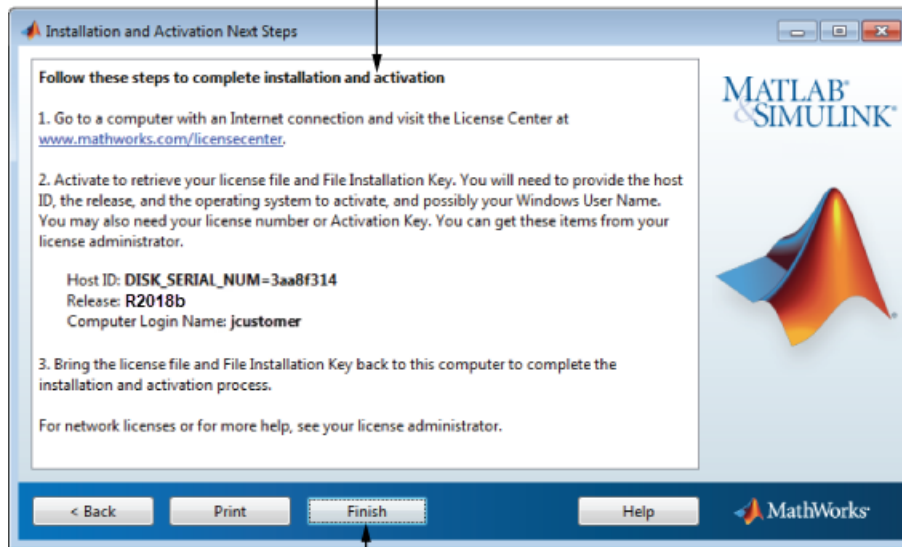 Installation and Activation Next Steps
Follow these steps to complete installation and activation
1. Go to a computer with an Internet connection and visit the License Center at
www.mathworks.com/licensecenter.
2. Activate to retrieve your license file and File Installation Key. You will need to provide the host
ID, the release, and the operating system to activate, and possibly your Windows User Name.
You may also need your license number or Activation Key. You can get these items from your
license administrator.
Host ID: DISK_SERIAL_NUM=3aa8f314
Release: R2018b
Computer Login Name: jcustomer
3. Bring the license file and File Installation Key back to this computer to complete the
installation and activation process.
For network licenses or for more help, see your license administrator.
MATLAB®
&SIMULINK®
< Back
Print
Finish
Help
MathWorks®